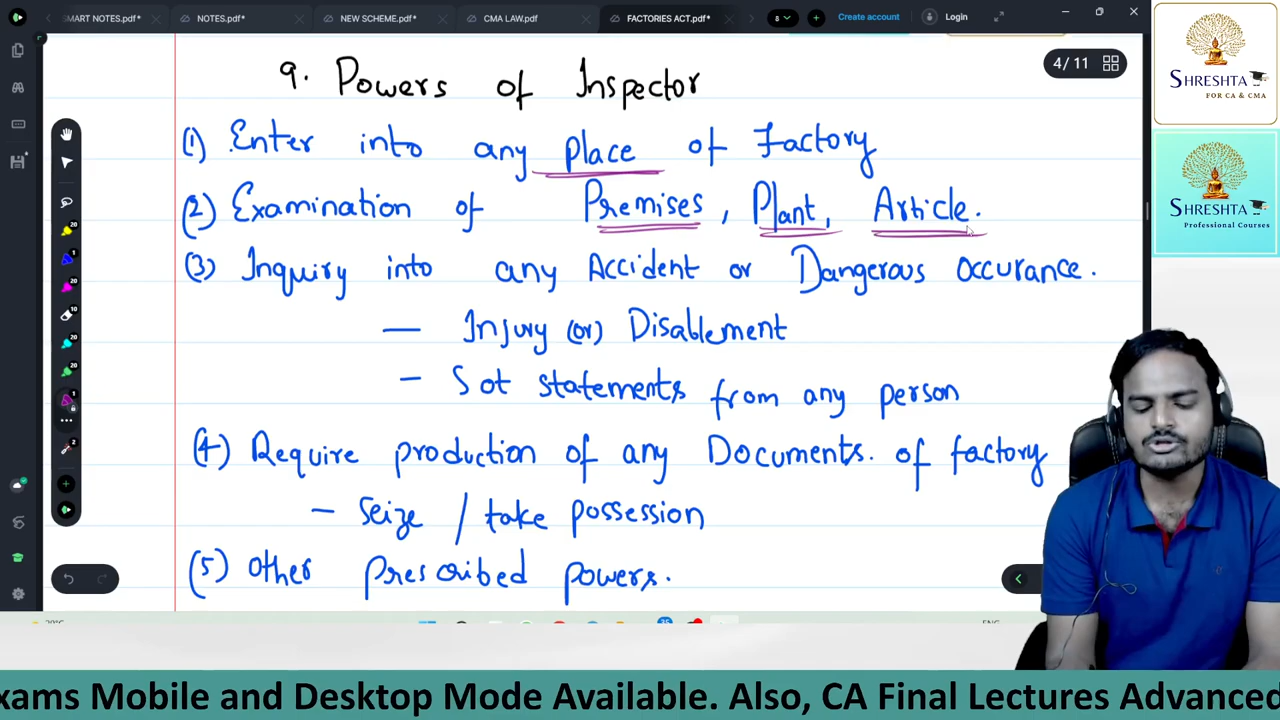 SMART NOTES.pdf*
NOTES.pdf*
NEW SCHEME.pdf*
CMA LAW.pdf
FACTORIES ACT.pdf*
8
Create account
Login
4/ 11
SHRESHTA
FOR CA & CMA
SHRESHTA
Professional Courses
9. Powers of Inspector
(1) Enter into any place of Factory
(2) Examination of Premises, Plant, Article.
(3) Inquiry into any Accident or Dangerous occurance.
— Injury (or) Disablement
- Sot statements from any person
(4) Require production of any Documents. of factory
- Seize / take possession
(5) Other prescribed powers.
exams Mobile and Desktop Mode Available. Also, CA Final Lectures Advanced